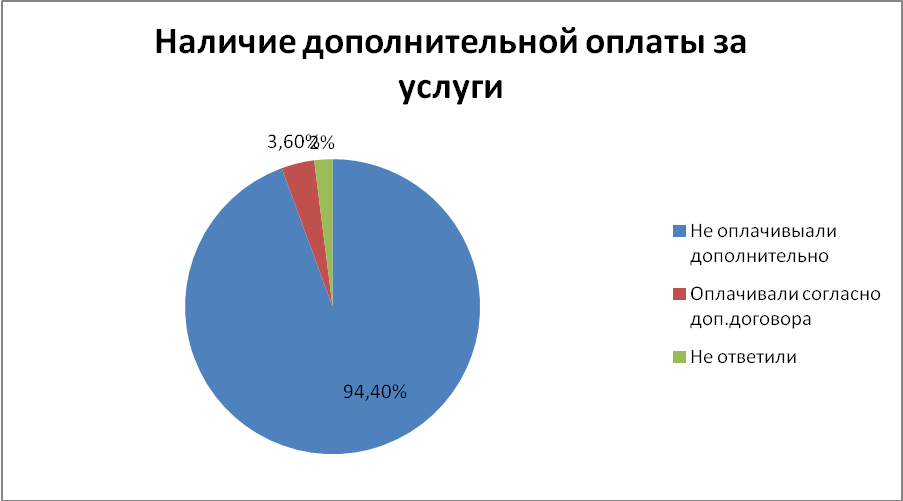 Наличие дополнительной оплаты за
услуги
3,60%
2%
94,40%
Не оплачивыали
дополнительно
Оплачивали согласно
доп.договора
Не ответили